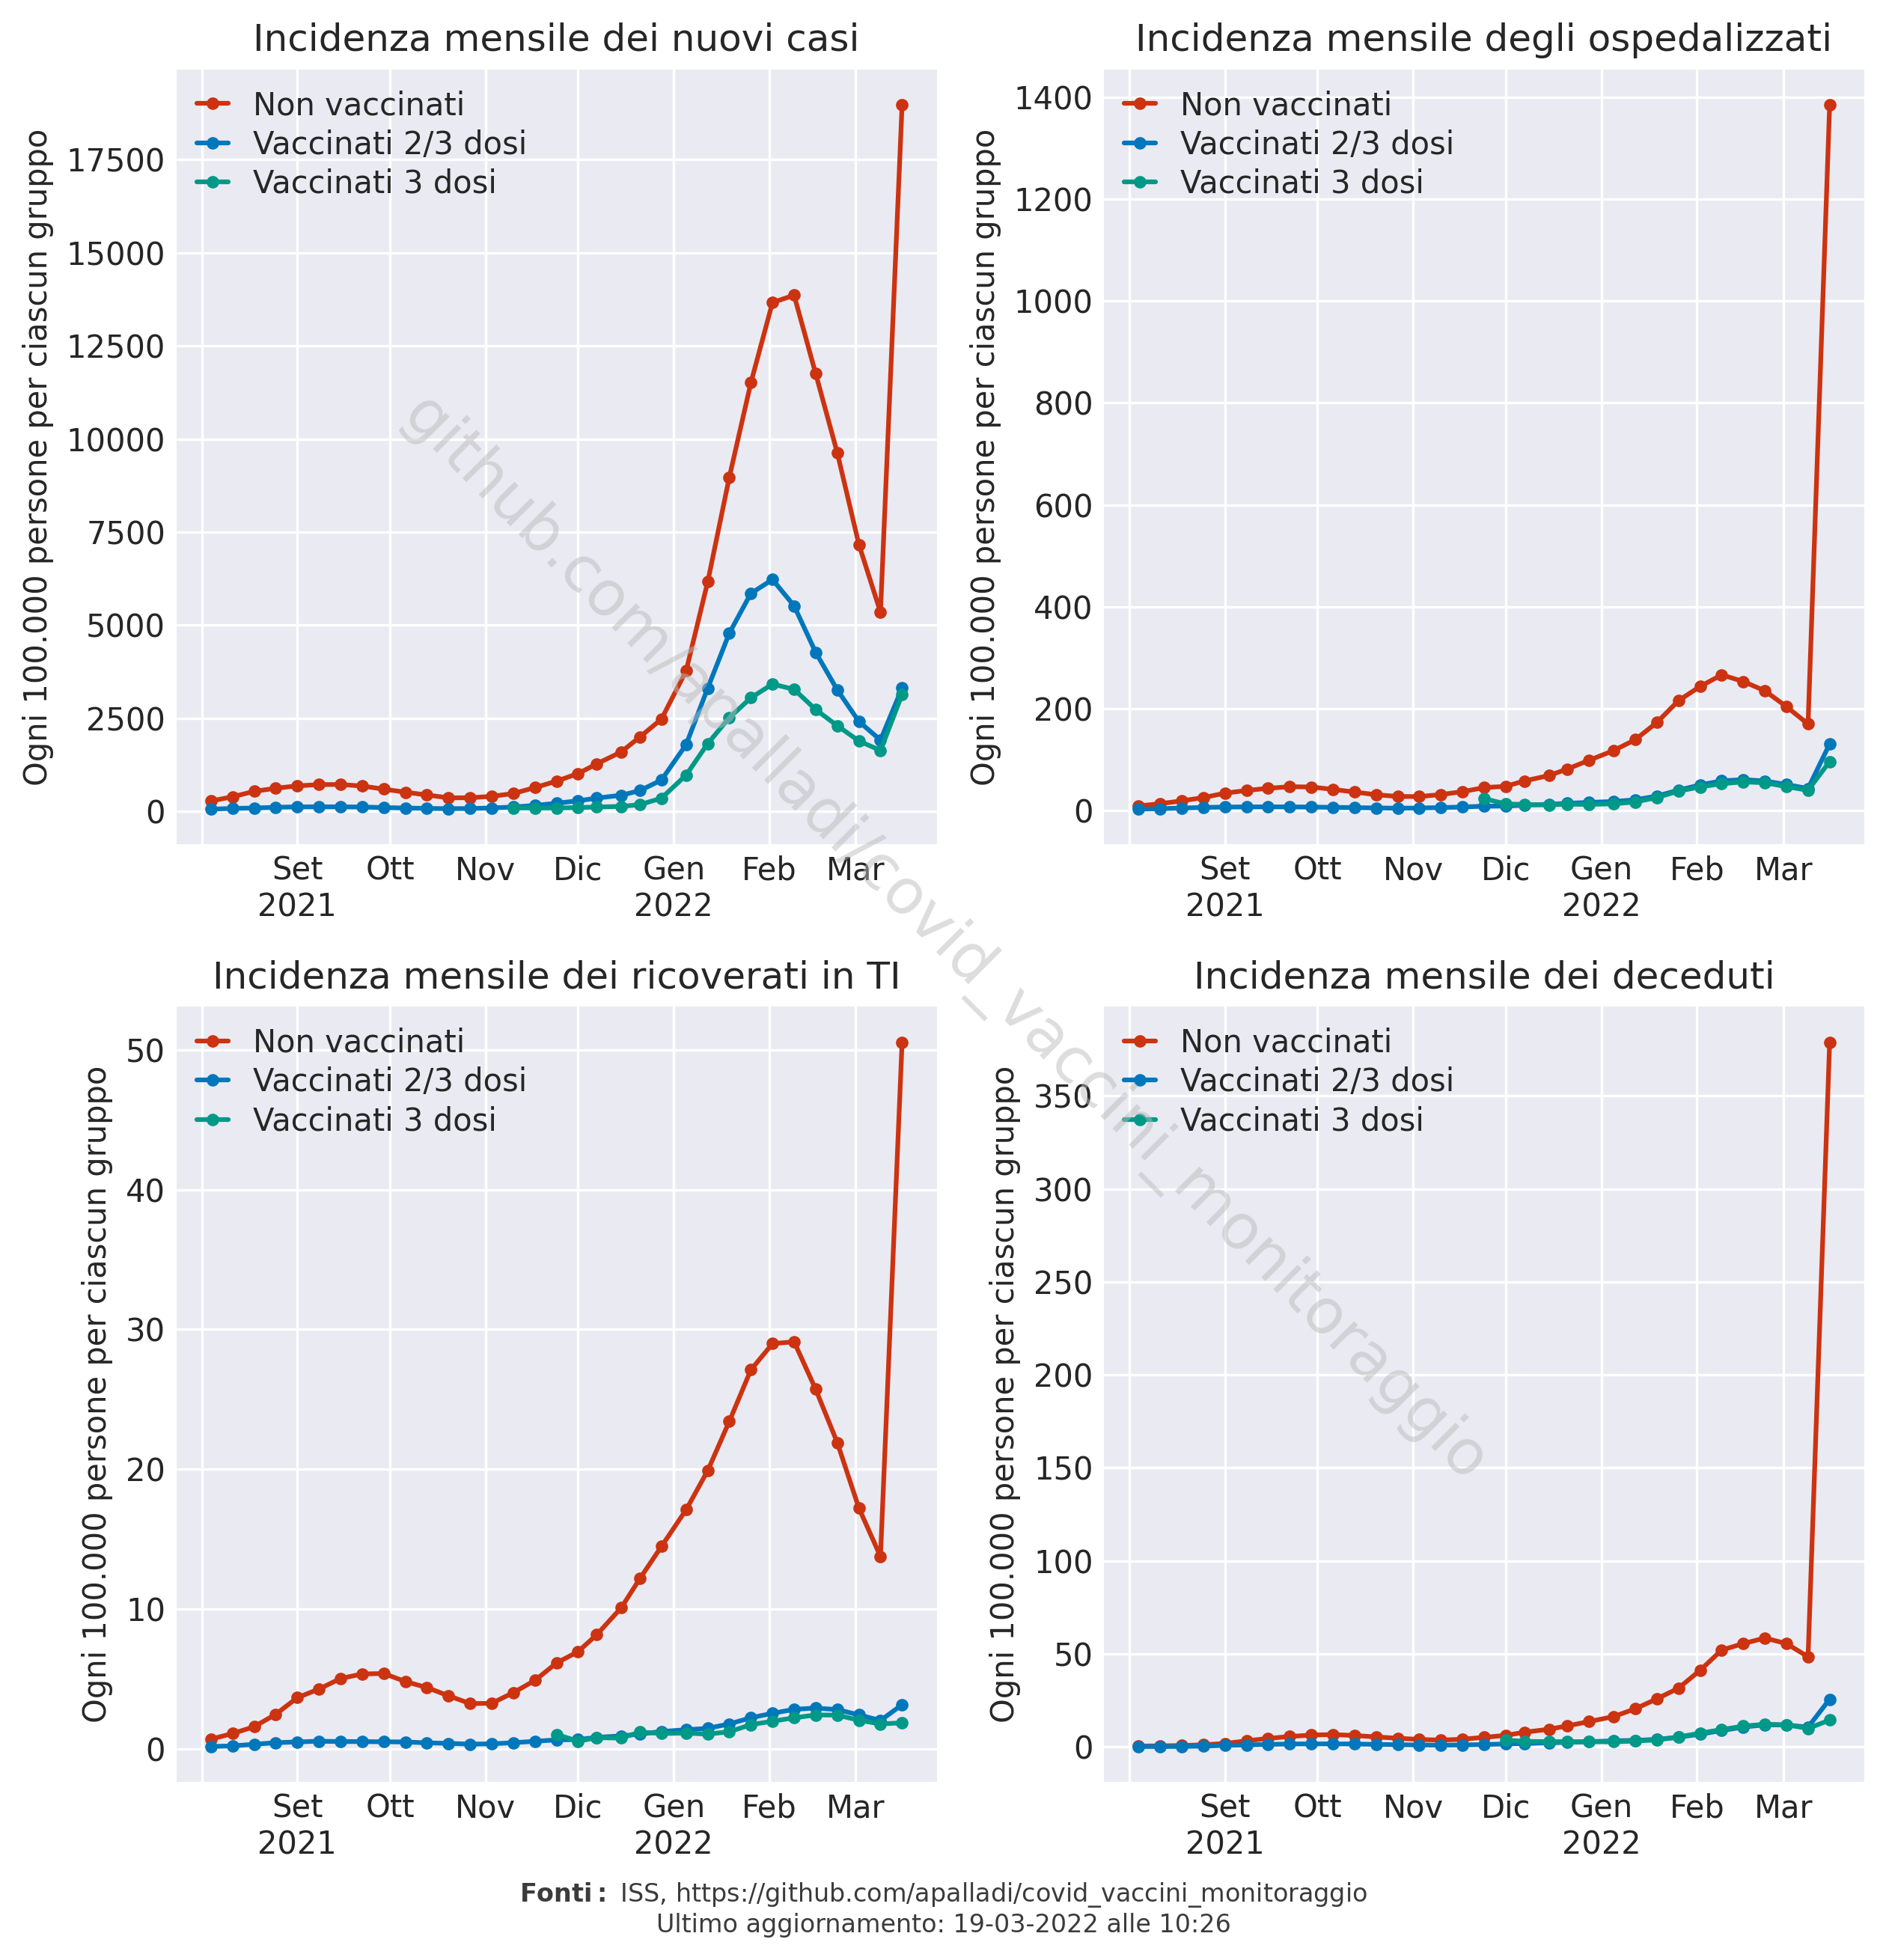 Incidenza mensile dei nuovi casi
Ogni 100.000 persone per ciascun gruppo
Non vaccinati
Vaccinati 2/3 dosi
Vaccinati 3 dosi
17500
15000
12500
10000
7500
5000
2500
0
Set Ott Nov Dic Gen Feb Mar
2021 2022
Incidenza mensile degli ospedalizzati
Ogni 100.000 persone per ciascun gruppo
Non vaccinati
Vaccinati 2/3 dosi
Vaccinati 3 dosi
1400
1200
1000
800
600
400
200
0
Set Ott Nov Dic Gen Feb Mar
2021 2022
github.com/apalladi/covid_vaccini_monitoraggio
Incidenza mensile dei ricoverati in TI
Ogni 100.000 persone per ciascun gruppo
Non vaccinati
Vaccinati 2/3 dosi
Vaccinati 3 dosi
50
40
30
20
10
0
Set Ott Nov Dic Gen Feb Mar
2021 2022
Incidenza mensile dei deceduti
Ogni 100.000 persone per ciascun gruppo
Non vaccinati
Vaccinati 2/3 dosi
Vaccinati 3 dosi
350
300
250
200
150
100
50
0
Set Ott Nov Dic Gen Feb Mar
2021 2022
Fonti: ISS, https://github.com/apalladi/covid_vaccini_monitoraggio
Ultimo aggiornamento: 19-03-2022 alle 10:26